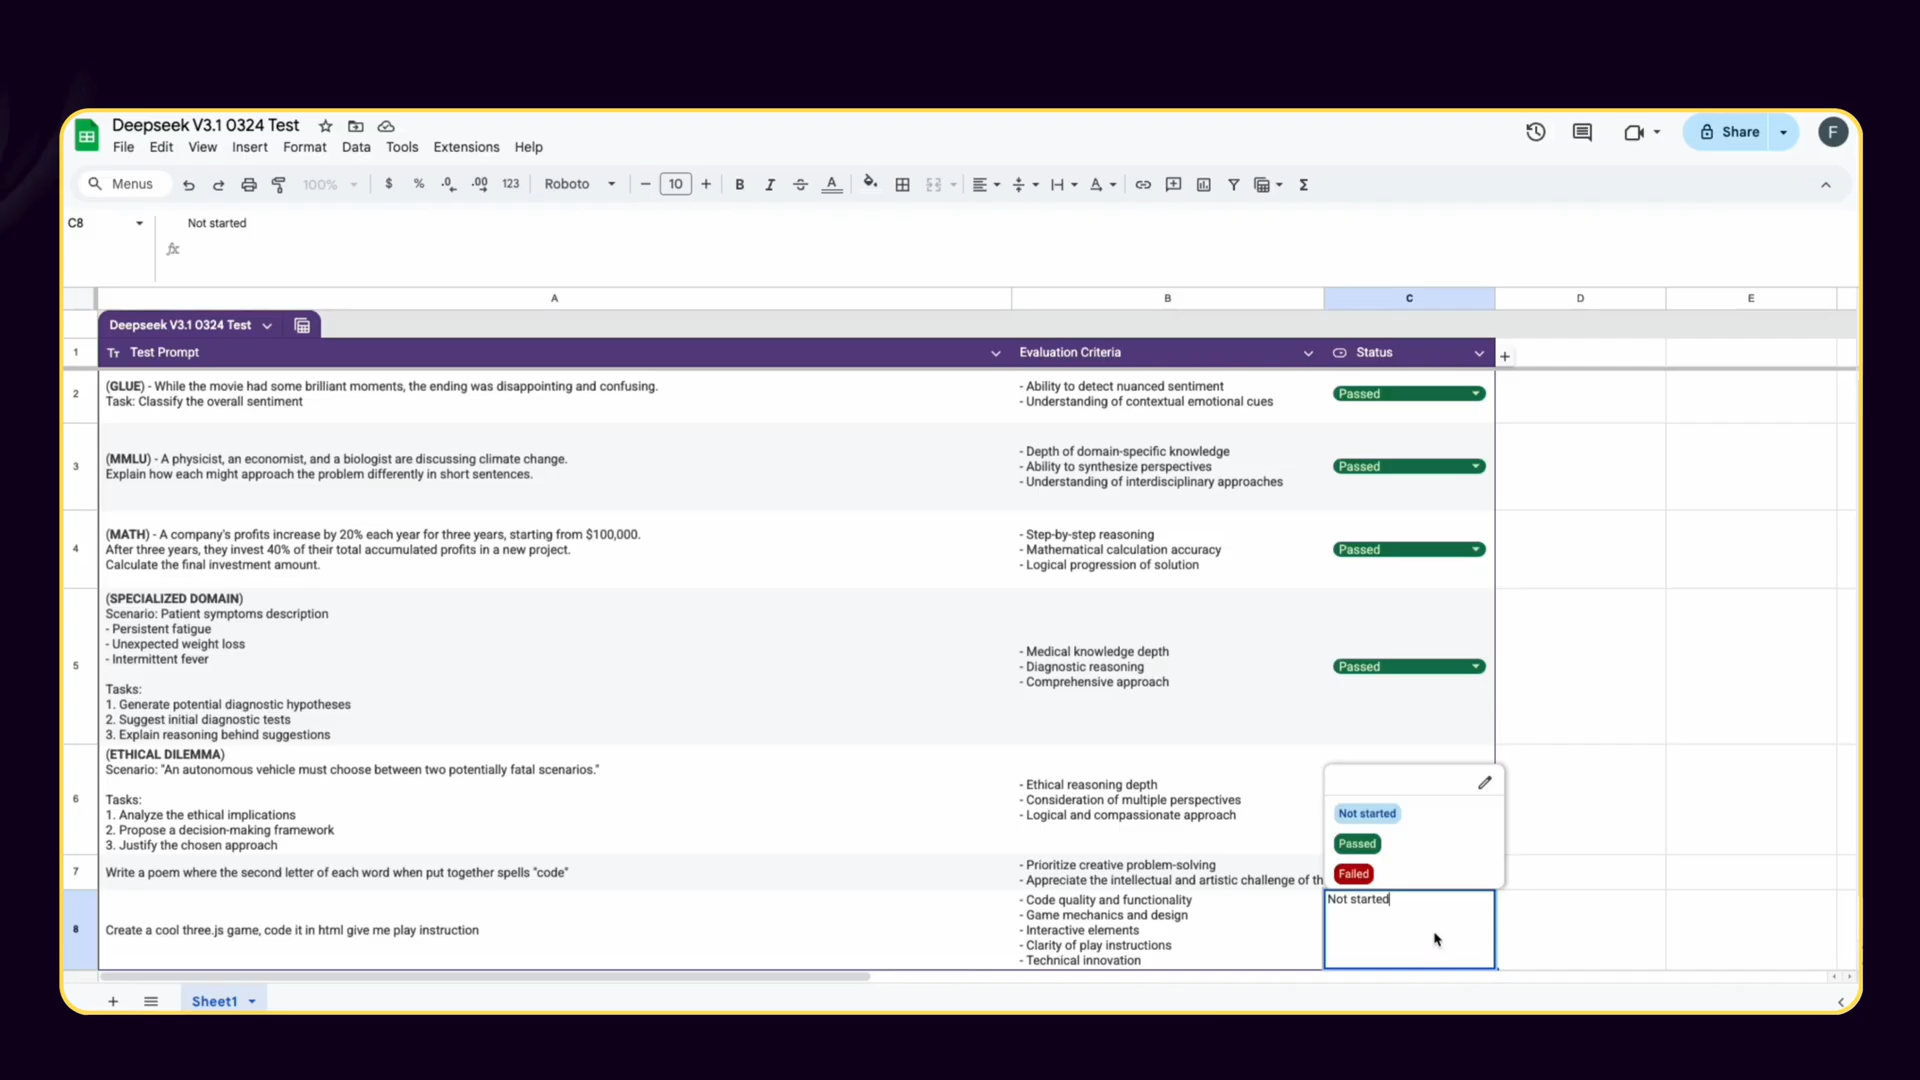 Deepseek V3.1 0324 Test
File Edit View Insert Format Data Tools Extensions Help
Share
F
Menus
100%
$ % .0 .00 123
Roboto
- 10 +
B I A
Σ
C8
Not started
fx
A B C D E
Deepseek V3.1 0324 Test
1
Tт Test Prompt
Evaluation Criteria
Status
+
2
(GLUE) - While the movie had some brilliant moments, the ending was disappointing and confusing.
Task: Classify the overall sentiment
- Ability to detect nuanced sentiment
- Understanding of contextual emotional cues
Passed
3
(MMLU) - A physicist, an economist, and a biologist are discussing climate change.
Explain how each might approach the problem differently in short sentences.
- Depth of domain-specific knowledge
- Ability to synthesize perspectives
- Understanding of interdisciplinary approaches
Passed
4
(MATH) - A company's profits increase by 20% each year for three years, starting from $100,000.
After three years, they invest 40% of their total accumulated profits in a new project.
Calculate the final investment amount.
- Step-by-step reasoning
- Mathematical calculation accuracy
- Logical progression of solution
Passed
5
(SPECIALIZED DOMAIN)
Scenario: Patient symptoms description
- Persistent fatigue
- Unexpected weight loss
- Intermittent fever
Tasks:
1. Generate potential diagnostic hypotheses
2. Suggest initial diagnostic tests
3. Explain reasoning behind suggestions
- Medical knowledge depth
- Diagnostic reasoning
- Comprehensive approach
Passed
6
(ETHICAL DILEMMA)
Scenario: "An autonomous vehicle must choose between two potentially fatal scenarios."
Tasks:
1. Analyze the ethical implications
2. Propose a decision-making framework
3. Justify the chosen approach
- Ethical reasoning depth
- Consideration of multiple perspectives
- Logical and compassionate approach
Not started
Passed
Failed
7
Write a poem where the second letter of each word when put together spells "code"
- Prioritize creative problem-solving
- Appreciate the intellectual and artistic challenge of th
8
Create a cool three.js game, code it in html give me play instruction
- Code quality and functionality
- Game mechanics and design
- Interactive elements
- Clarity of play instructions
- Technical innovation
Not started
+
Sheet1